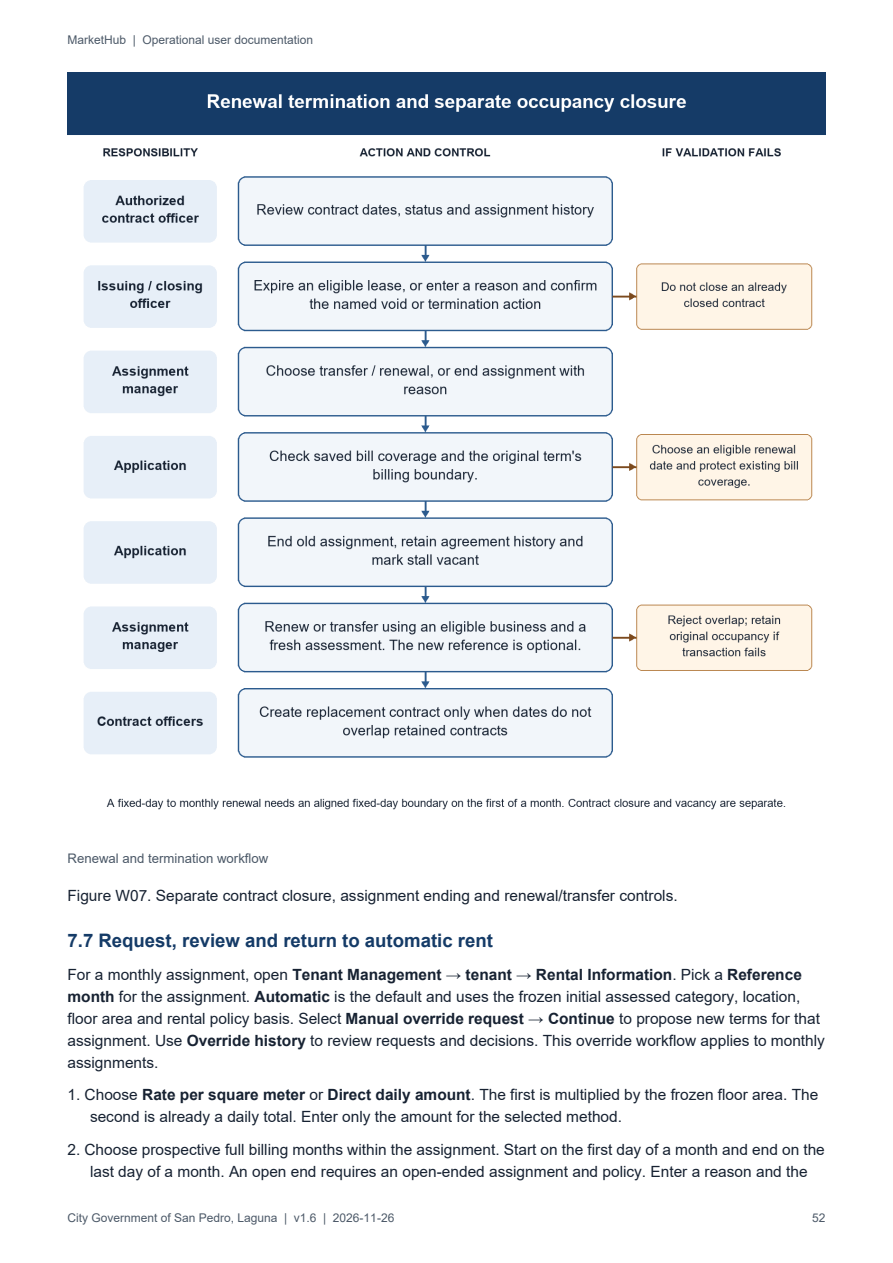 MarketHub | Operational user documentation
Renewal termination and separate occupancy closure
RESPONSIBILITY
ACTION AND CONTROL
IF VALIDATION FAILS
Authorized
contract officer
Review contract dates, status and assignment history
Issuing / closing
officer
Expire an eligible lease, or enter a reason and confirm
the named void or termination action
Do not close an already
closed contract
Assignment
manager
Choose transfer / renewal, or end assignment with
reason
Application
Check saved bill coverage and the original term's
billing boundary.
Choose an eligible renewal
date and protect existing bill
coverage.
Application
End old assignment, retain agreement history and
mark stall vacant
Assignment
manager
Renew or transfer using an eligible business and a
fresh assessment. The new reference is optional.
Reject overlap; retain
original occupancy if
transaction fails
Contract officers
Create replacement contract only when dates do not
overlap retained contracts
A fixed-day to monthly renewal needs an aligned fixed-day boundary on the first of a month. Contract closure and vacancy are separate.
Renewal and termination workflow
Figure W07. Separate contract closure, assignment ending and renewal/transfer controls.
7.7 Request, review and return to automatic rent
For a monthly assignment, open Tenant Management → tenant → Rental Information. Pick a Reference
month for the assignment. Automatic is the default and uses the frozen initial assessed category, location,
floor area and rental policy basis. Select Manual override request → Continue to propose new terms for that
assignment. Use Override history to review requests and decisions. This override workflow applies to monthly
assignments.
1. Choose Rate per square meter or Direct daily amount. The first is multiplied by the frozen floor area. The
second is already a daily total. Enter only the amount for the selected method.
2. Choose prospective full billing months within the assignment. Start on the first day of a month and end on the
last day of a month. An open end requires an open-ended assignment and policy. Enter a reason and the
City Government of San Pedro, Laguna | v1.6 | 2026-11-26
52